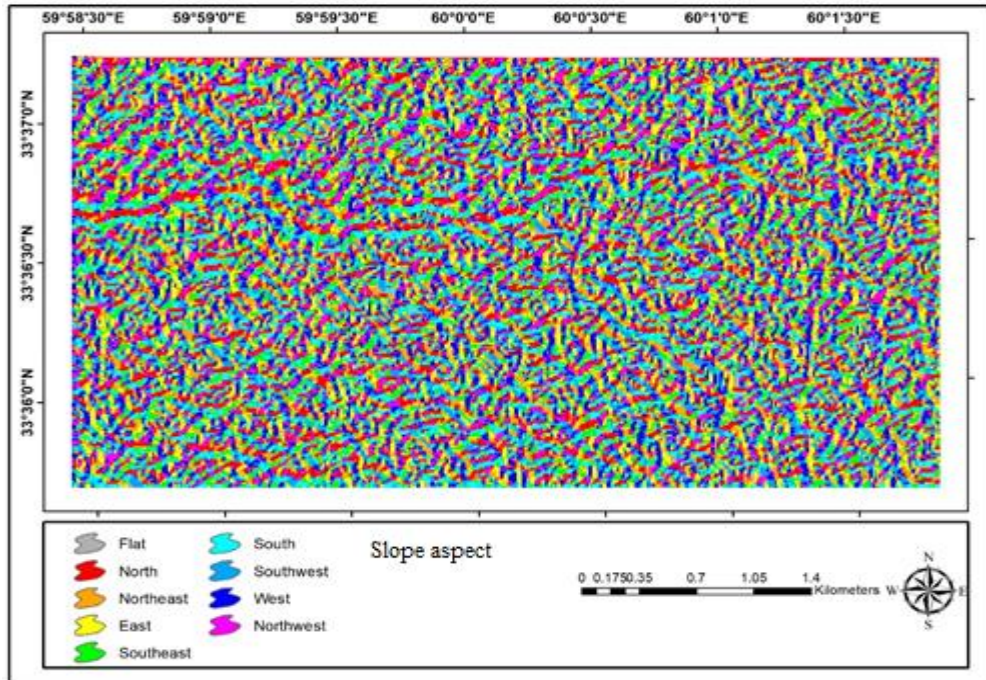 59°58'30"E 59°59'0"E 59°59'30"E 60°0'0"E 60°0'30"E 60°1'0"E 60°1'30"E
33°37'0"N
33°36'30"N
33°36'0"N
Flat
North
Northeast
East
Southeast
South
Southwest
West
Northwest
Slope aspect
0 0.1750.35 0.7 1.05 1.4
Kilometers
N
W E
S